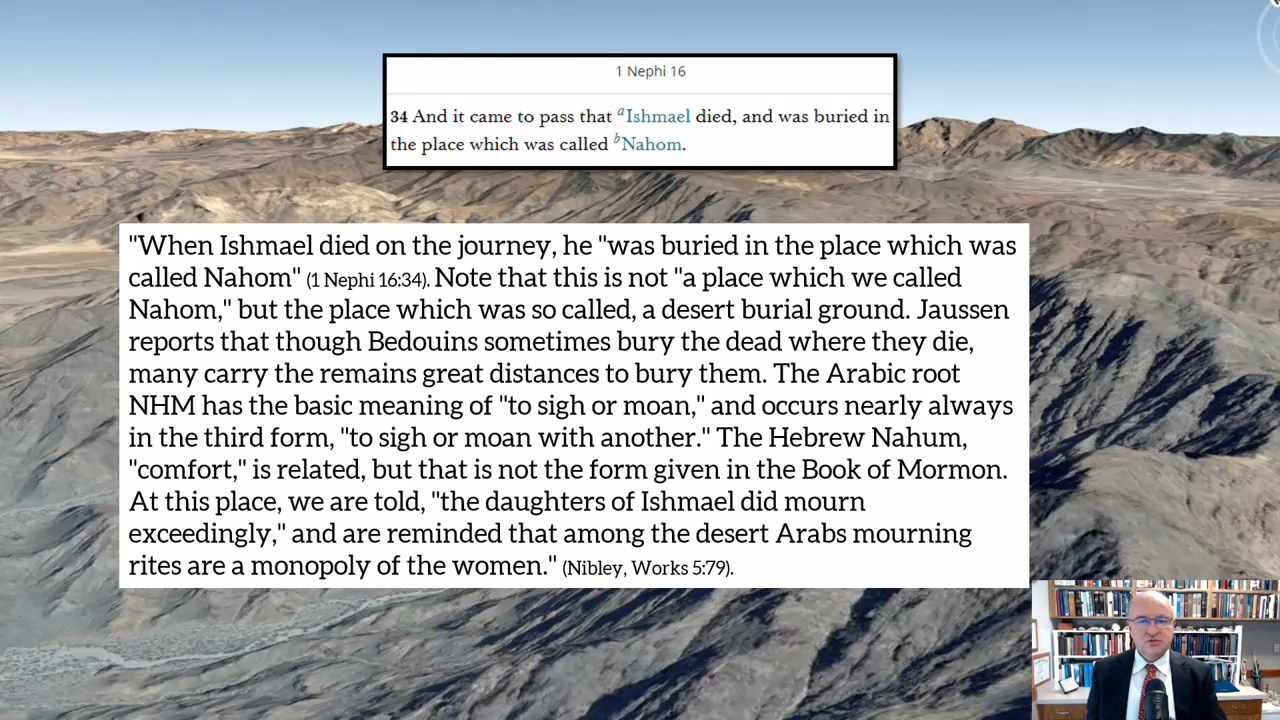 1 Nephi 16
34 And it came to pass that a Ishmael died, and was buried in
the place which was called b Nahom.
"When Ishmael died on the journey, he "was buried in the place which was
called Nahom" (1 Nephi 16:34). Note that this is not "a place which we called
Nahom," but the place which was so called, a desert burial ground. Jaussen
reports that though Bedouins sometimes bury the dead where they die,
many carry the remains great distances to bury them. The Arabic root
NHM has the basic meaning of "to sigh or moan," and occurs nearly always
in the third form, "to sigh or moan with another." The Hebrew Nahum,
"comfort," is related, but that is not the form given in the Book of Mormon.
At this place, we are told, "the daughters of Ishmael did mourn
exceedingly," and are reminded that among the desert Arabs mourning
rites are a monopoly of the women." (Nibley, Works 5:79).